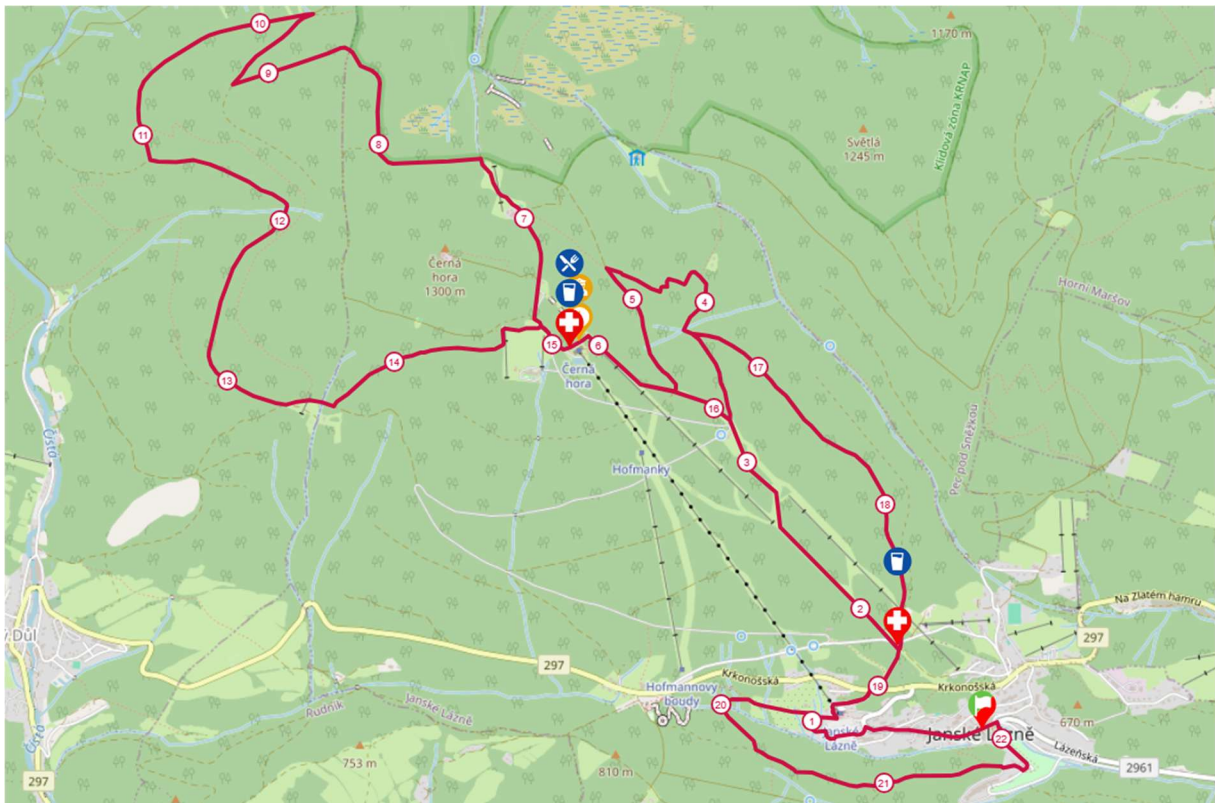 10
1170 m
9
Klidová zóna KRNAP
11
8
Světlá
1245 m
12
7
Černá
hora
1300 m
5
4
Horní Maršov
15
6
14
17
Černá
hora
13
16
Pec pod Sněžkou
Čistá
3
Hofmanky
18
2
Na Zlatém hamru
ý Důl
297
297
Krkonošská
19
Krkonošská
Hofmannovy
boudy
Janské Lázně
Rudník
20
1
Janské
Lázně
Janské Lázně
670 m
22
Lázeňská
Čistá
753 m
810 m
2961
297
21